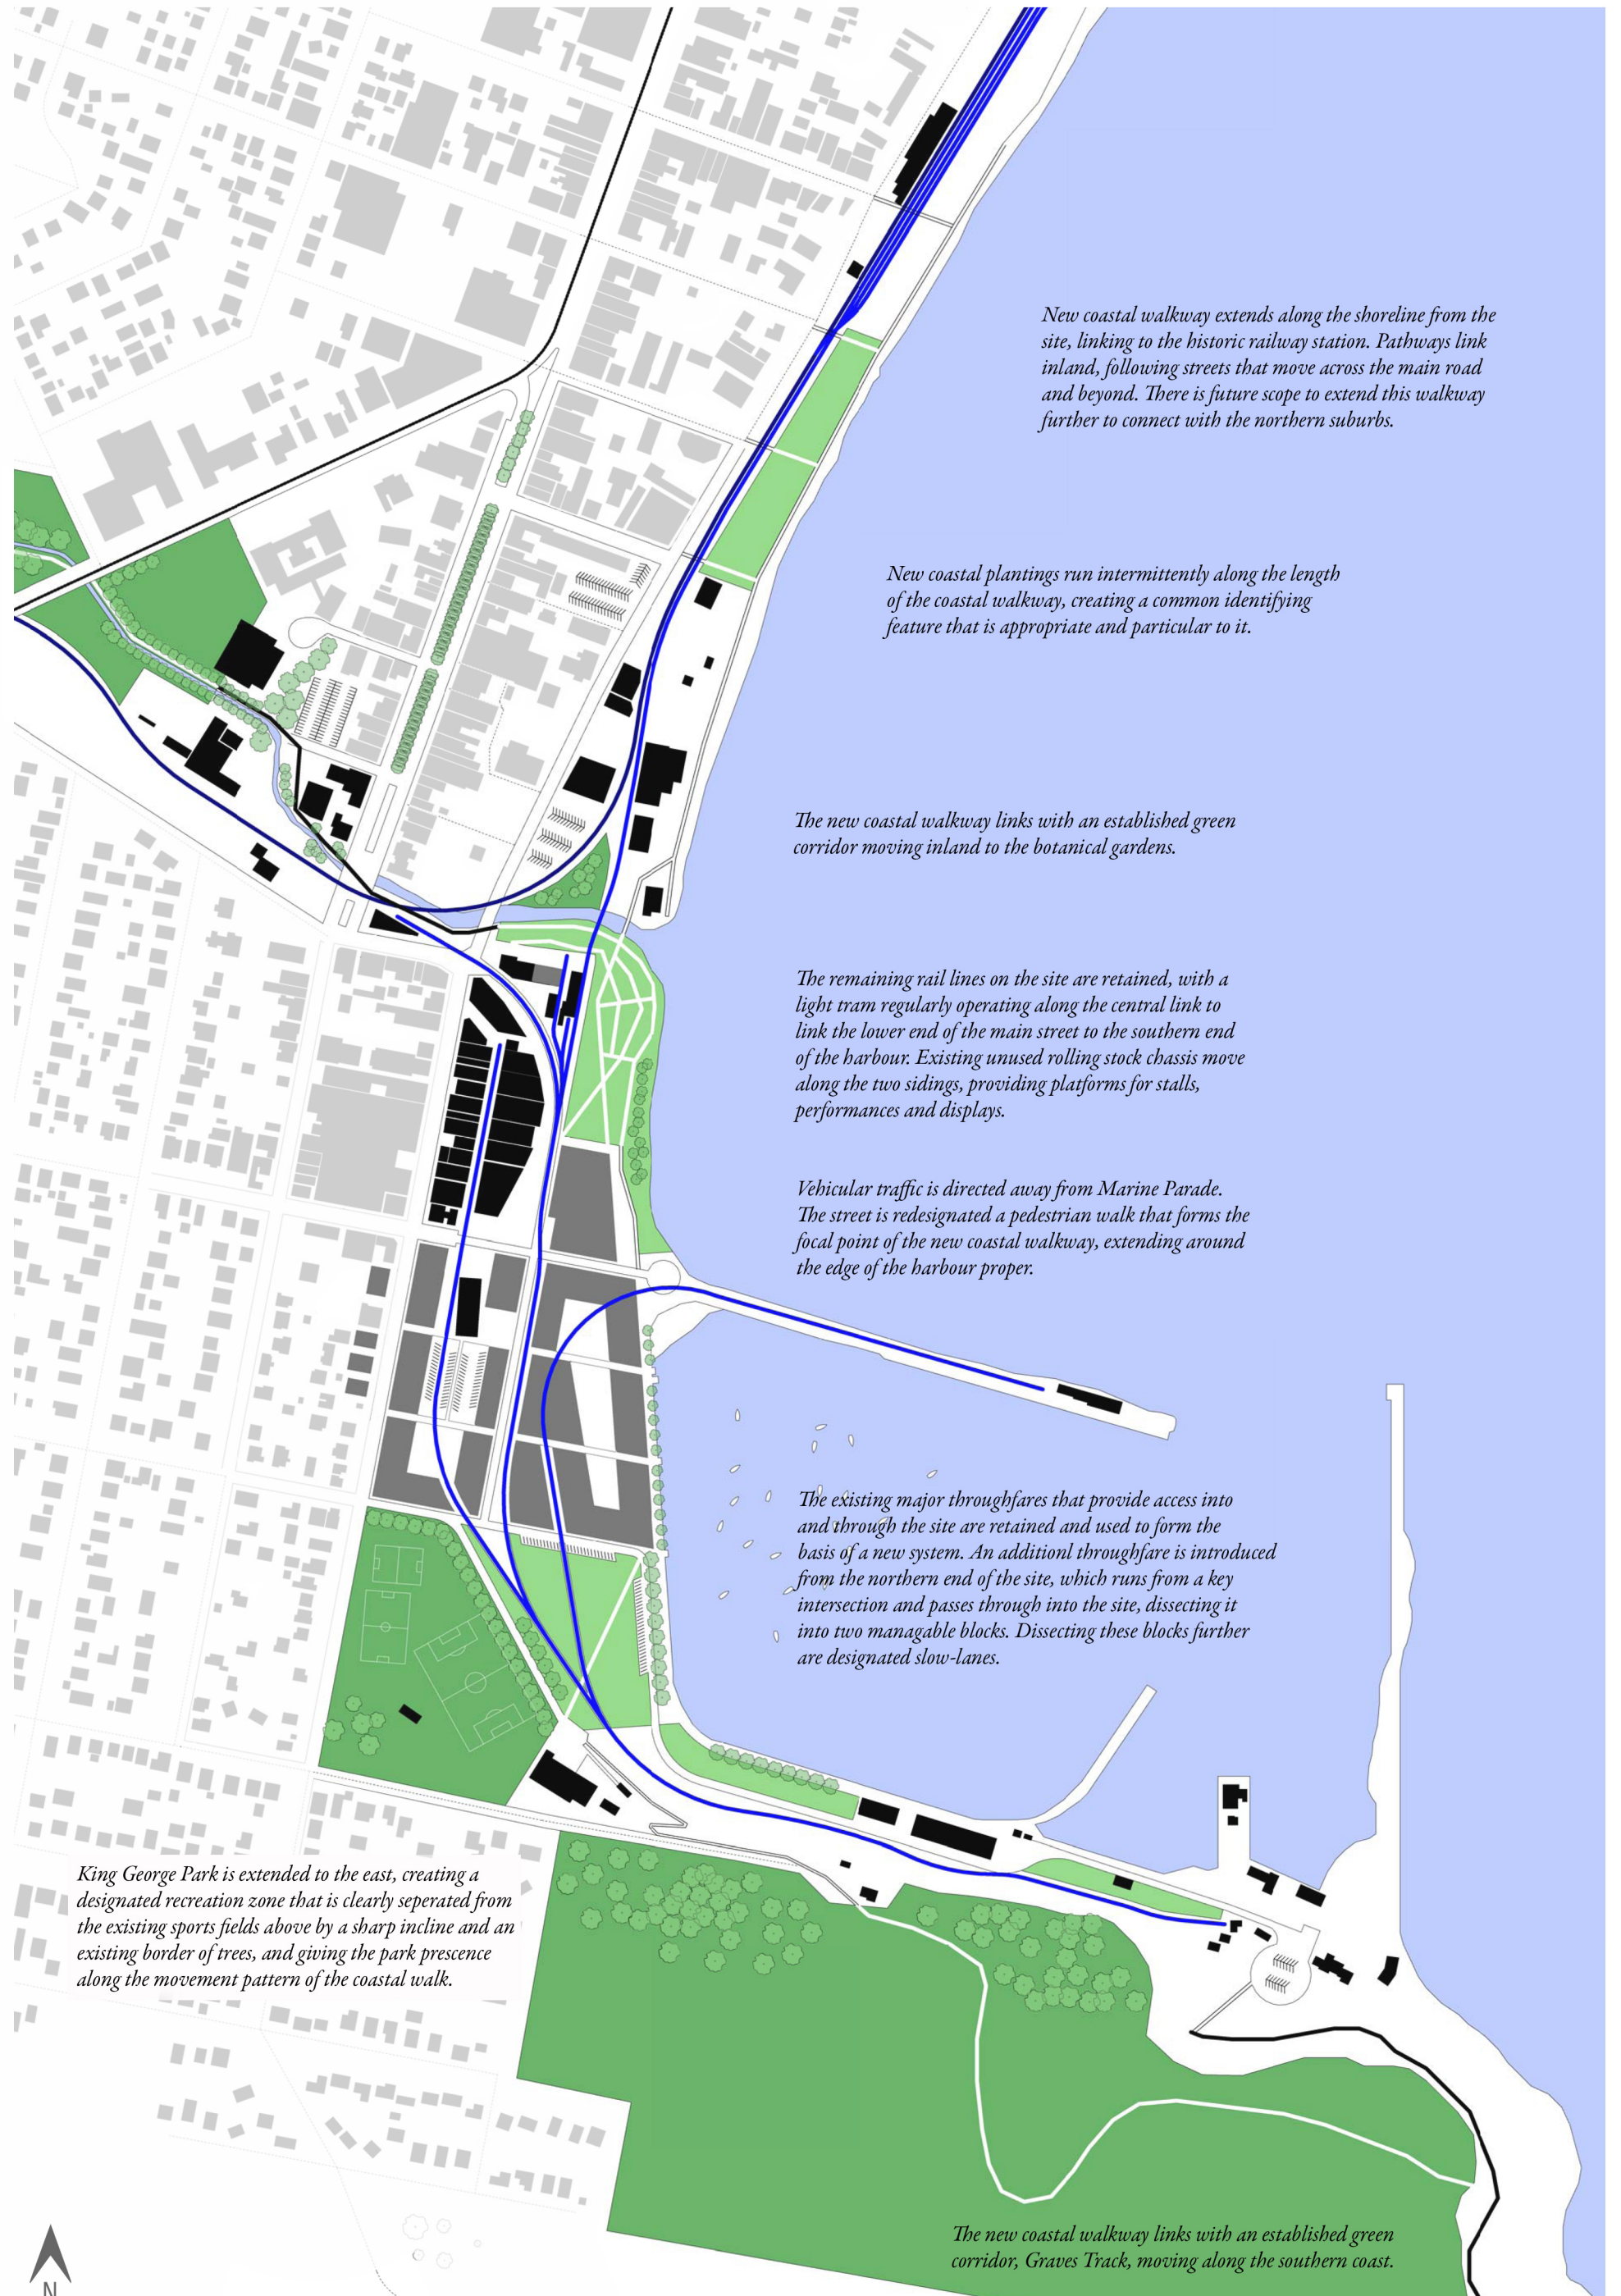 New coastal walkway extends along the shoreline from the
site, linking to the historic railway station. Pathways link
inland, following streets that move across the main road
and beyond. There is future scope to extend this walkway
further to connect with the northern suburbs.
New coastal plantings run intermittently along the length
of the coastal walkway, creating a common identifying
feature that is appropriate and particular to it.
The new coastal walkway links with an established green
corridor moving inland to the botanical gardens.
The remaining rail lines on the site are retained, with a
light tram regularly operating along the central link to
link the lower end of the main street to the southern end
of the harbour. Existing unused rolling stock chassis move
along the two sidings, providing platforms for stalls,
performances and displays.
Vehicular traffic is directed away from Marine Parade.
The street is redesignated a pedestrian walk that forms the
focal point of the new coastal walkway, extending around
the edge of the harbour proper.
The existing major throughfares that provide access into
and through the site are retained and used to form the
basis of a new system. An additionl throughfare is introduced
from the northern end of the site, which runs from a key
intersection and passes through into the site, dissecting it
into two managable blocks. Dissecting these blocks further
are designated slow-lanes.
King George Park is extended to the east, creating a
designated recreation zone that is clearly seperated from
the existing sports fields above by a sharp incline and an
existing border of trees, and giving the park prescence
along the movement pattern of the coastal walk.
The new coastal walkway links with an established green
corridor, Graves Track, moving along the southern coast.
N